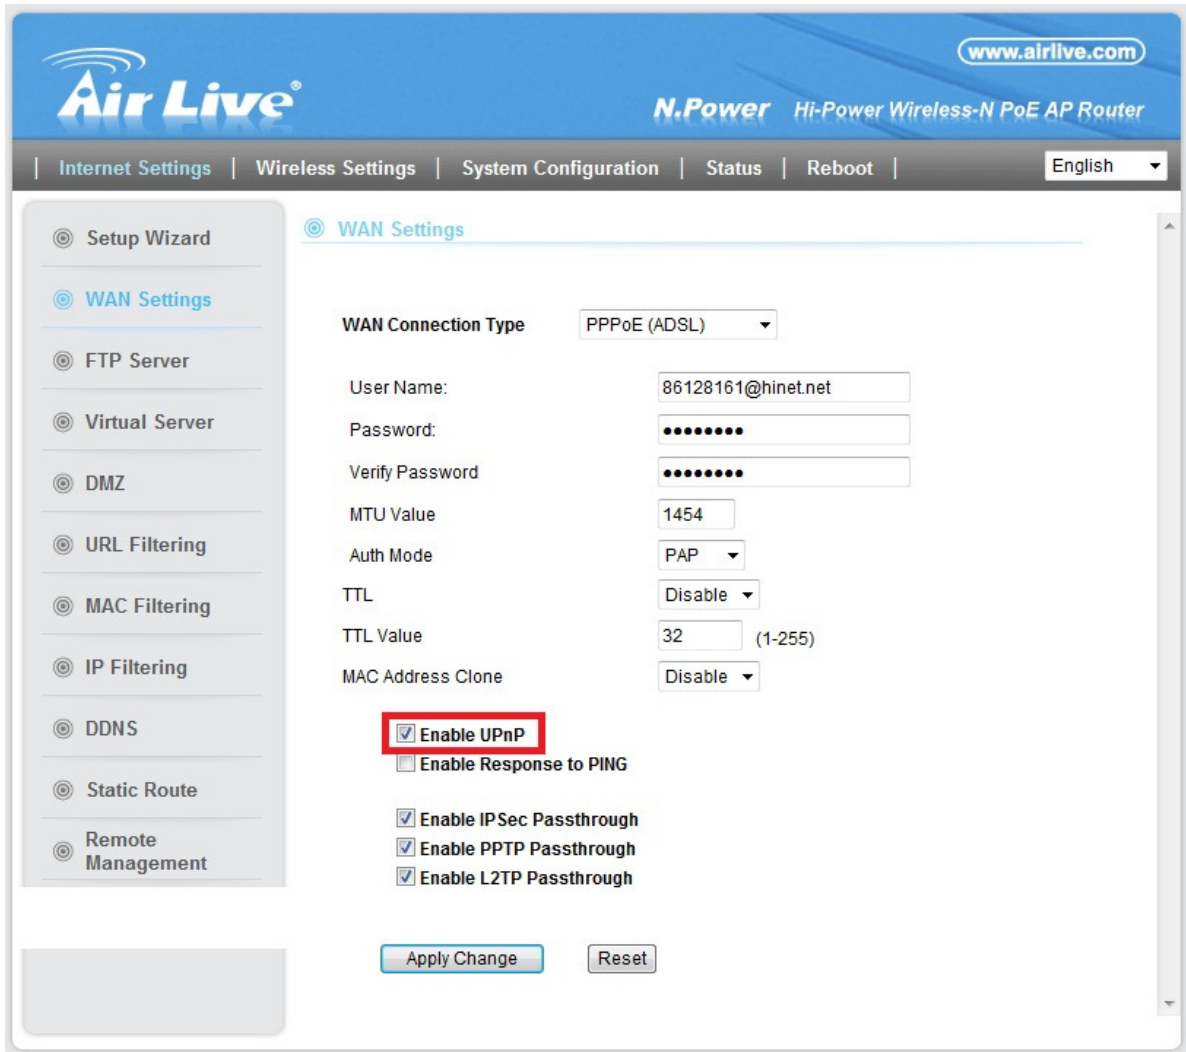 www.airlive.com
Air Live®
N.Power Hi-Power Wireless-N PoE AP Router
Internet Settings | Wireless Settings | System Configuration | Status | Reboot |
English
Setup Wizard
WAN Settings
FTP Server
Virtual Server
DMZ
URL Filtering
MAC Filtering
IP Filtering
DDNS
Static Route
Remote
Management
WAN Settings
WAN Connection Type PPPoE (ADSL)
User Name: 86128161@hinet.net
Password: ●●●●●●●●
Verify Password ●●●●●●●●
MTU Value 1454
Auth Mode PAP
TTL Disable
TTL Value 32 (1-255)
MAC Address Clone Disable
Enable UPnP
Enable Response to PING
Enable IPSec Passthrough
Enable PPTP Passthrough
Enable L2TP Passthrough
Apply Change Reset